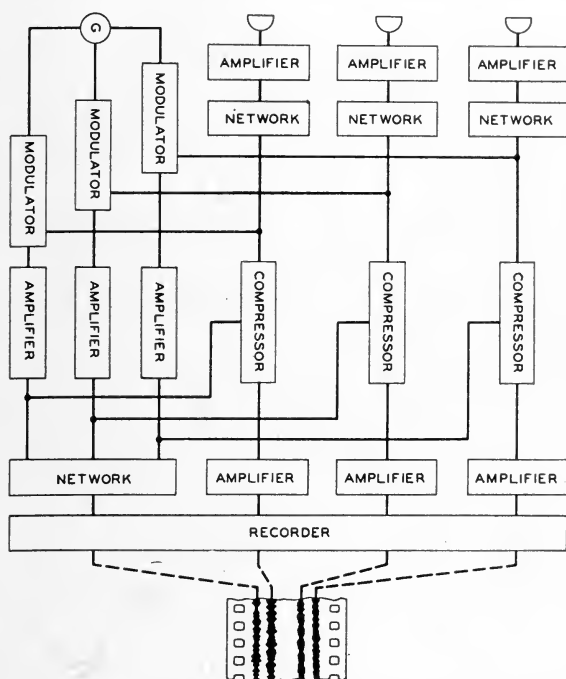 G
AMPLIFIER
AMPLIFIER
AMPLIFIER
MODULATOR
MODULATOR
MODULATOR
NETWORK
NETWORK
NETWORK
AMPLIFIER
AMPLIFIER
AMPLIFIER
COMPRESSOR
COMPRESSOR
COMPRESSOR
NETWORK
AMPLIFIER
AMPLIFIER
AMPLIFIER
RECORDER